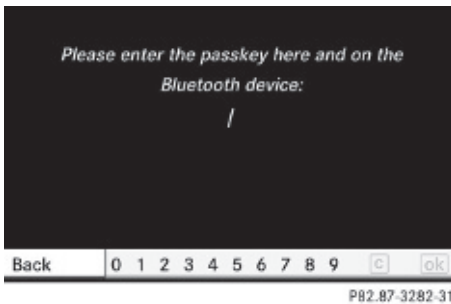 Please enter the passkey here and on the
Bluetooth device:
/
Back 0 1 2 3 4 5 6 7 8 9 C ok
P82.87-3282-31